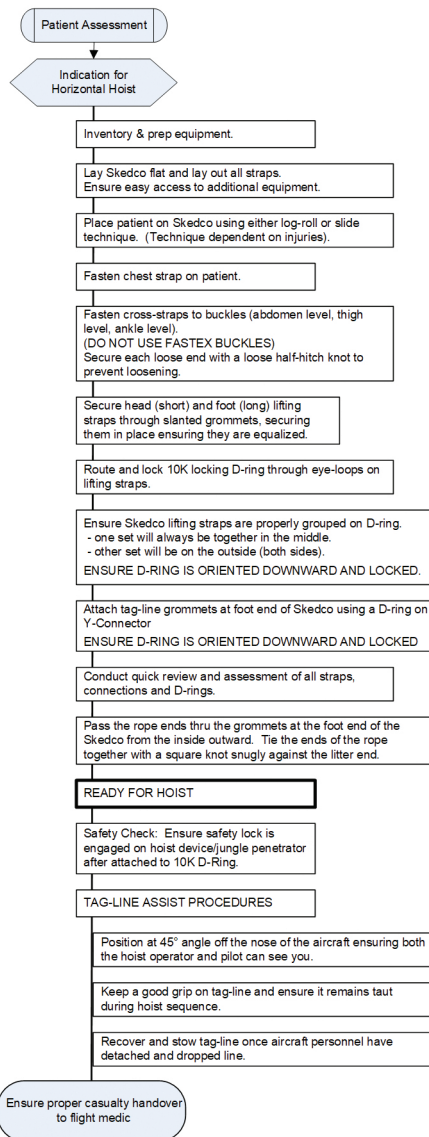 Patient Assessment
Indication for
Horizontal Hoist
Inventory & prep equipment.
Lay Skedco flat and lay out all straps.
Ensure easy access to additional equipment.
Place patient on Skedco using either log-roll or slide
technique.  (Technique dependent on injuries).
Fasten chest strap on patient.
Fasten cross-straps to buckles (abdomen level, thigh
level, ankle level).
(DO NOT USE FASTEX BUCKLES)
Secure each loose end with a loose half-hitch knot to
prevent loosening.
Secure head (short) and foot (long) lifting
straps through slanted grommets, securing
them in place ensuring they are equalized.
Route and lock 10K locking D-ring through eye-loops on
lifting straps.
Ensure Skedco lifting straps are properly grouped on D-ring.
- one set will always be together in the middle.
- other set will be on the outside (both sides).
ENSURE D-RING IS ORIENTED DOWNWARD AND LOCKED.
Attach tag-line grommets at foot end of Skedco using a D-ring on
Y-Connector
ENSURE D-RING IS ORIENTED DOWNWARD AND LOCKED
Conduct quick review and assessment of all straps,
connections and D-rings.
Pass the rope ends thru the grommets at the foot end of the
Skedco from the inside outward.  Tie the ends of the rope
together with a square knot snugly against the litter end.
READY FOR HOIST
Safety Check:  Ensure safety lock is
engaged on hoist device/jungle penetrator
after attached to 10K D-Ring.
TAG-LINE ASSIST PROCEDURES
Position at 45° angle off the nose of the aircraft ensuring both
the hoist operator and pilot can see you.
Keep a good grip on tag-line and ensure it remains taut
during hoist sequence.
Recover and stow tag-line once aircraft personnel have
detached and dropped line.
Ensure proper casualty handover
to flight medic